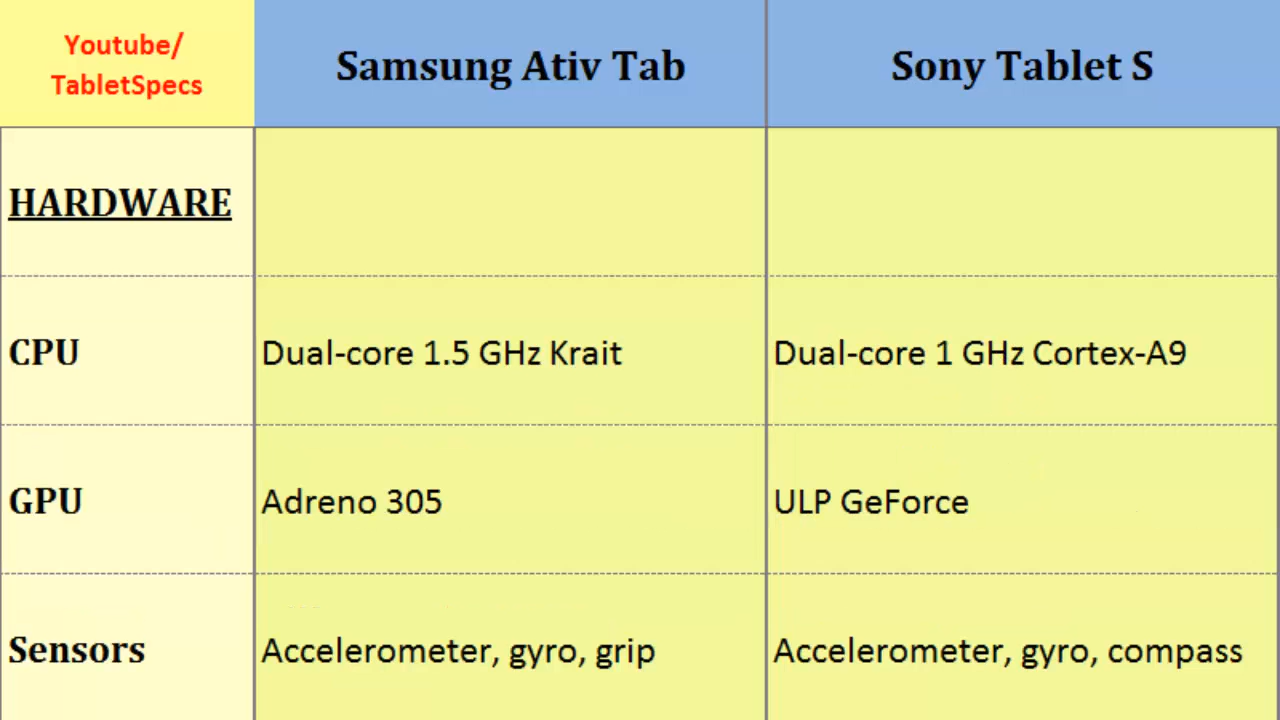 Youtube/
TabletSpecs
Samsung Ativ Tab
Sony Tablet S
HARDWARE
CPU
Dual-core 1.5 GHz Krait
Dual-core 1 GHz Cortex-A9
GPU
Adreno 305
ULP GeForce
Sensors
Accelerometer, gyro, grip
Accelerometer, gyro, compass